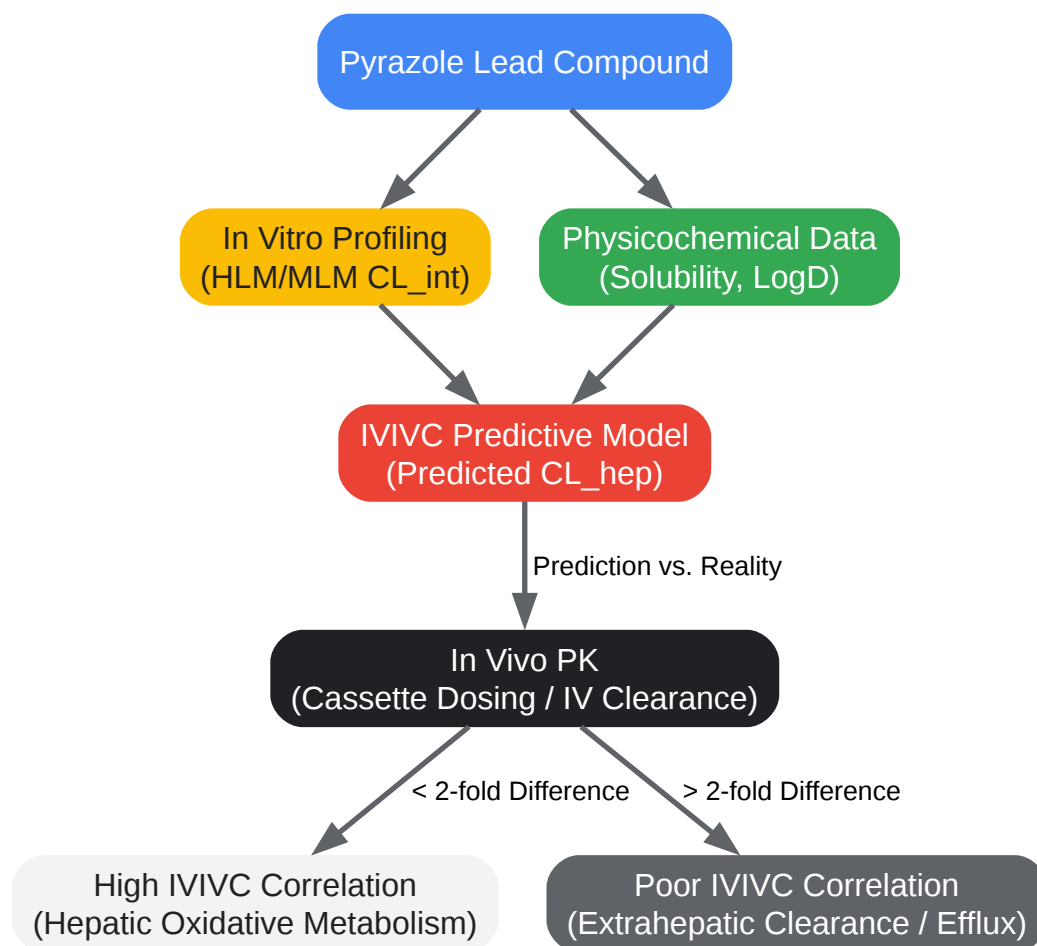 Pyrazole Lead Compound
In Vitro Profiling
(HLM/MLM CL_int)
Physicochemical Data
(Solubility, LogD)
IVIVC Predictive Model
(Predicted CL_hep)
Prediction vs. Reality
In Vivo PK
(Cassette Dosing / IV Clearance)
< 2-fold Difference
> 2-fold Difference
High IVIVC Correlation
(Hepatic Oxidative Metabolism)
Poor IVIVC Correlation
(Extrahepatic Clearance / Efflux)